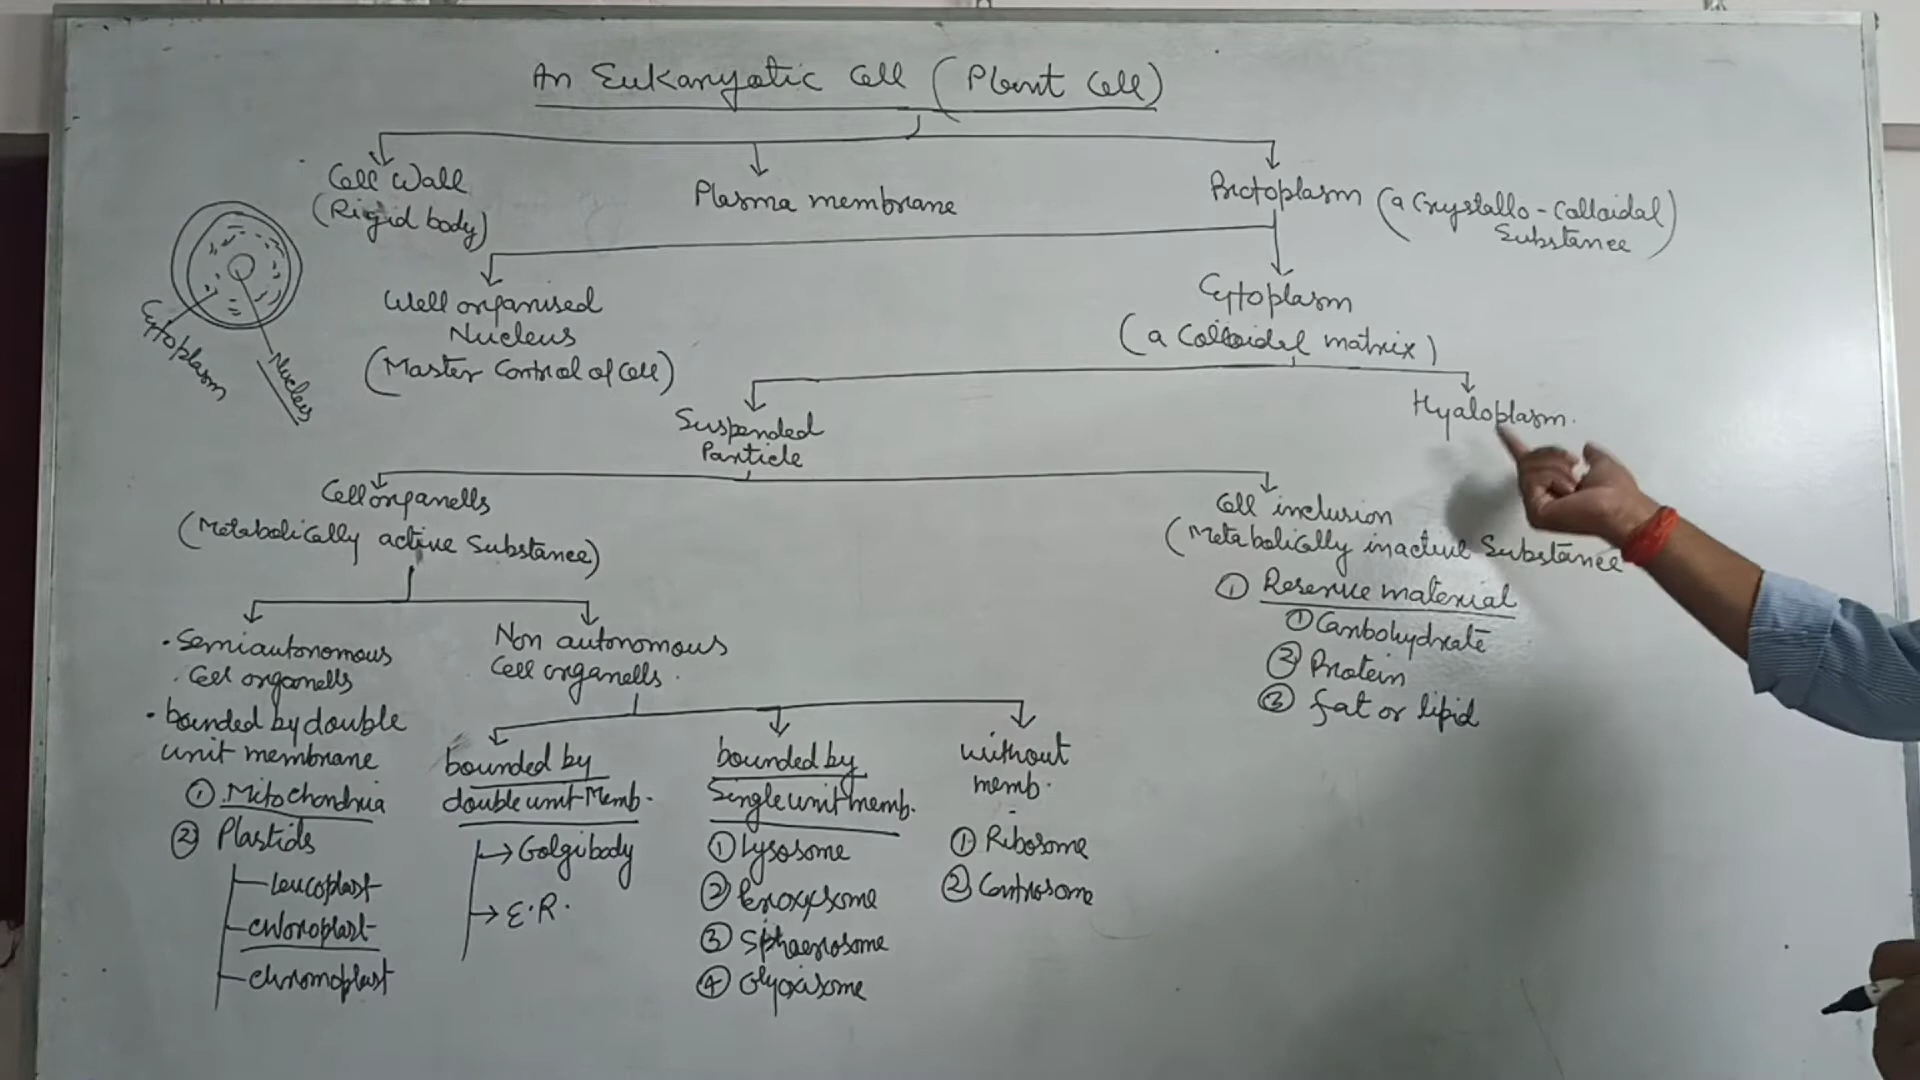 An Eukaryotic Cell (Plant Cell)
Cell Wall
(Rigid body)
Plasma membrane
Protoplasm (a Crystallo-Colloidal
Substance)
Cytoplasm
Nucleus
Well organised
Nucleus
(Master Control of Cell)
Cytoplasm
(a Colloidal matrix)
Suspended
Particle
Hyaloplasm.
Cell organells
(Metabolically active Substance)
Cell inclusion
(Metabolically inactive Substance
① Reserve material
① Carbohydrate
② Protein
③ fat or lipid
• Semiautonomous
. Cell organells
• bounded by double
unit membrane
① Mitochondria
② Plastids
Leucoplast
chloroplast
chromoplast
Non autonomous
Cell organells.
bounded by
double unit Memb.
→ Golgibody
→ E.R.
bounded by
Single unit memb.
① Lysosome
② Peroxysome
③ Sphaerosome
④ Glyoxisome
without
memb.
① Ribosome
② Centrosome